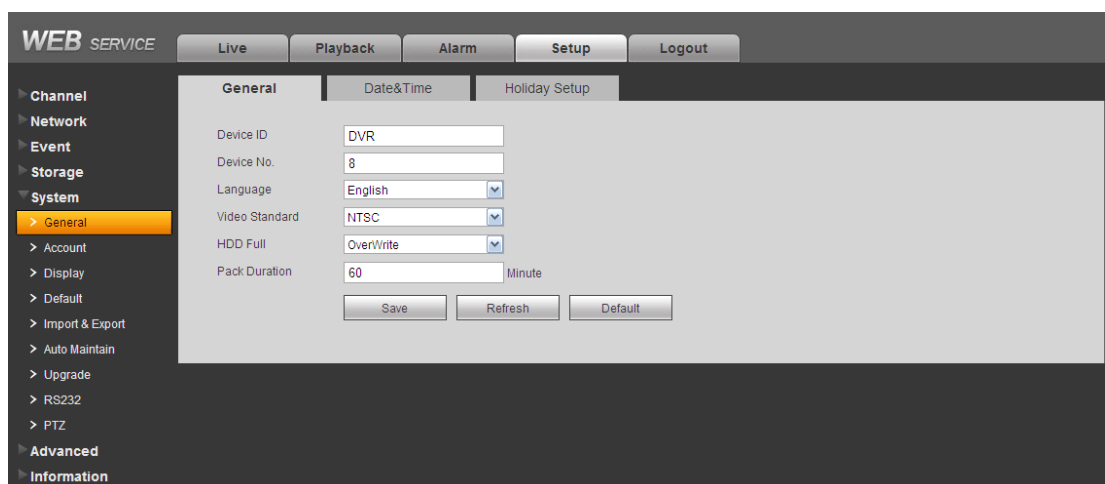 WEB SERVICE
Live
Playback
Alarm
Setup
Logout
Channel
Network
Event
Storage
System
> General
> Account
> Display
> Default
> Import & Export
> Auto Maintain
> Upgrade
> RS232
> PTZ
Advanced
Information
General
Date&Time
Holiday Setup
Device ID DVR
Device No. 8
Language English
Video Standard NTSC
HDD Full OverWrite
Pack Duration 60 Minute
Save
Refresh
Default